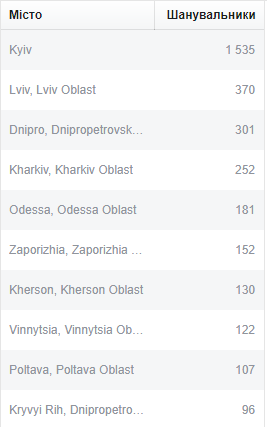 Місто Шанувальники
Kyiv 1 535
Lviv, Lviv Oblast 370
Dnipro, Dnipropetrovsk… 301
Kharkiv, Kharkiv Oblast 252
Odessa, Odessa Oblast 181
Zaporizhia, Zaporizhia … 152
Kherson, Kherson Oblast 130
Vinnytsia, Vinnytsia Ob… 122
Poltava, Poltava Oblast 107
Kryvyi Rih, Dnipropetro… 96